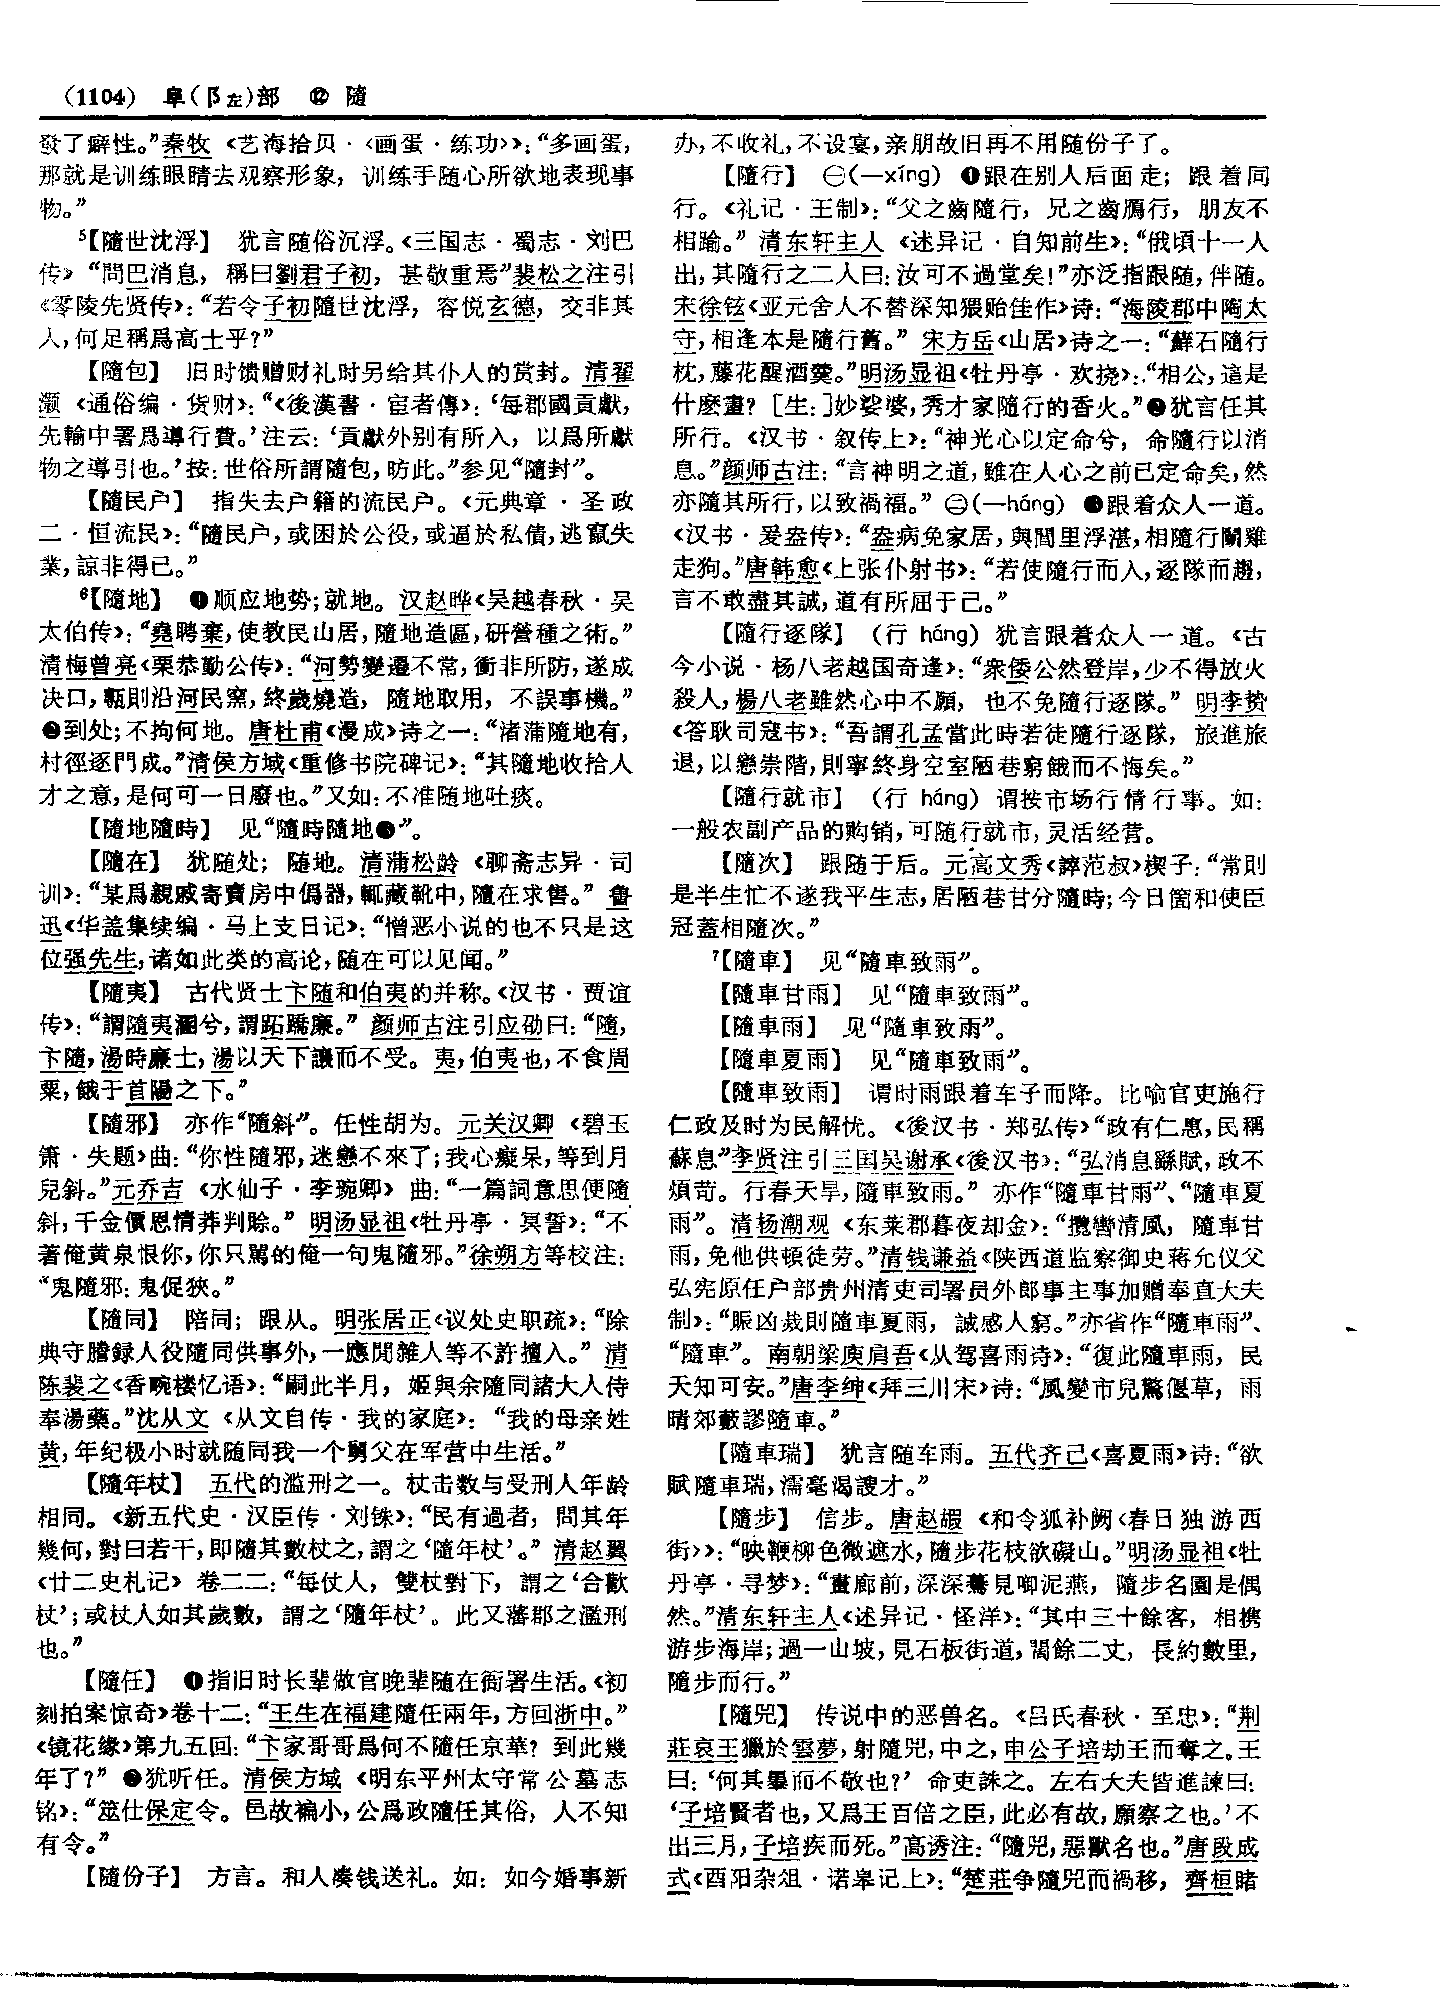 (1104) 阜(阝左)部 ⑫ 隨
發了癖性。”秦牧《艺海拾贝·〈画蛋·练功〉》：“多画蛋，
那就是训练眼睛去观察形象，训练手随心所欲地表现事
物。”
⁵【隨世沈浮】 犹言随俗沉浮。《三国志·蜀志·刘巴
传》“問巴消息，稱曰劉君子初，甚敬重焉”裴松之注引
《零陵先贤传》：“若令子初隨世沈浮，容悦玄德，交非其
人，何足稱爲高士乎？”
【隨包】 旧时馈赠财礼时另给其仆人的赏封。清翟
灏《通俗编·货财》：“《後漢書·宦者傳》：‘每郡國貢獻，
先輸中署爲導行費。’注云：‘貢獻外别有所入，以爲所獻
物之導引也。’按：世俗所謂隨包，昉此。”参见“隨封”。
【隨民户】 指失去户籍的流民户。《元典章·圣政
二·恒流民》：“隨民户，或困於公役，或逼於私債，逃竄失
業，諒非得已。”
⁶【隨地】 ❶顺应地势；就地。汉赵晔《吴越春秋·吴
太伯传》：“堯聘棄，使教民山居，隨地造區，研營種之術。”
清梅曾亮《栗恭勤公传》：“河勢變遷不常，衝非所防，遂成
决口，甎則沿河民窯，終歲燒造，隨地取用，不誤事機。”
❷到处；不拘何地。唐杜甫《漫成》诗之一：“渚蒲隨地有，
村徑逐門成。”清侯方域《重修书院碑记》：“其隨地收拾人
才之意，是何可一日廢也。”又如：不准随地吐痰。
【隨地隨時】 见“隨時隨地❸”。
【隨在】 犹随处；随地。清蒲松龄《聊斋志异·司
训》：“某爲親戚寄賣房中僞器，輒藏靴中，隨在求售。”鲁
迅《华盖集续编·马上支日记》：“憎恶小说的也不只是这
位强先生，诸如此类的高论，随在可以见闻。”
【隨夷】 古代贤士卞随和伯夷的并称。《汉书·贾谊
传》：“謂隨夷溷兮，謂跖蹻廉。”颜师古注引应劭曰：“隨，
卞隨，湯時廉士，湯以天下讓而不受。夷，伯夷也，不食周
粟，餓于首陽之下。”
【隨邪】 亦作“隨斜”。任性胡为。元关汉卿《碧玉
箫·失题》曲：“你性隨邪，迷戀不來了；我心癡呆，等到月
兒斜。”元乔吉《水仙子·李琬卿》曲：“一篇詞意思便隨
斜，千金價恩情莽判賒。”明汤显祖《牡丹亭·冥誓》：“不
著俺黄泉恨你，你只駡的俺一句鬼隨邪。”徐朔方等校注：
“鬼隨邪：鬼促狹。”
【隨同】 陪同；跟从。明张居正《议处史职疏》：“除
典守謄録人役隨同供事外，一應閒雜人等不許擅入。”清
陈裴之《香畹楼忆语》：“嗣此半月，姬與余隨同諸大人侍
奉湯藥。”沈从文《从文自传·我的家庭》：“我的母亲姓
黄，年纪极小时就随同我一个舅父在军营中生活。”
【隨年杖】 五代的滥刑之一。杖击数与受刑人年龄
相同。《新五代史·汉臣传·刘铢》：“民有過者，問其年
幾何，對曰若干，即隨其數杖之，謂之‘隨年杖’。”清赵翼
《廿二史札记》卷二二：“每仗人，雙杖對下，謂之‘合歡
杖’；或杖人如其歲數，謂之‘隨年杖’。此又藩郡之濫刑
也。”
【隨任】 ❶指旧时长辈做官晚辈随在衙署生活。《初
刻拍案惊奇》卷十二：“王生在福建隨任兩年，方回浙中。”
《镜花缘》第九五回：“卞家哥哥爲何不隨任京華？到此幾
年了？”❷犹听任。清侯方域《明东平州太守常公墓志
铭》：“筮仕保定令。邑故褊小，公爲政隨任其俗，人不知
有令。”
【隨份子】 方言。和人凑钱送礼。如：如今婚事新
办，不收礼，不设宴，亲朋故旧再不用随份子了。
【隨行】 ㊀(—xíng) ❶跟在别人后面走；跟着同
行。《礼记·王制》：“父之齒隨行，兄之齒鴈行，朋友不
相踰。”清东轩主人《述异记·自知前生》：“俄頃十一人
出，其隨行之二人曰：汝可不過堂矣！”亦泛指跟随，伴随。
宋徐铉《亚元舍人不替深知猥贻佳作》诗：“海陵郡中陶太
守，相逢本是隨行舊。”宋方岳《山居》诗之一：“蘚石隨行
枕，藤花醒酒羹。”明汤显祖《牡丹亭·欢挠》：“相公，這是
什麽畫？［生：］妙娑婆，秀才家隨行的香火。”❷犹言任其
所行。《汉书·叙传上》：“神光心以定命兮，命隨行以消
息。”颜师古注：“言神明之道，雖在人心之前已定命矣，然
亦隨其所行，以致禍福。”㊁(—háng) ❸跟着众人一道。
《汉书·爰盎传》：“盎病免家居，與閭里浮湛，相隨行鬬雞
走狗。”唐韩愈《上张仆射书》：“若使隨行而入，逐隊而趨，
言不敢盡其誠，道有所屈于己。”
【隨行逐隊】 (行 háng) 犹言跟着众人一道。《古
今小说·杨八老越国奇逢》：“衆倭公然登岸，少不得放火
殺人，楊八老雖然心中不願，也不免隨行逐隊。”明李贽
《答耿司寇书》：“吾謂孔孟當此時若徒隨行逐隊，旅進旅
退，以戀崇階，則寧終身空室陋巷窮餓而不悔矣。”
【隨行就市】 (行 háng) 谓按市场行情行事。如：
一般农副产品的购销，可随行就市，灵活经营。
【隨次】 跟随于后。元高文秀《谇范叔》楔子：“常則
是半生忙不遂我平生志，居陋巷甘分隨時；今日箇和使臣
冠蓋相隨次。”
⁷【隨車】 见“隨車致雨”。
【隨車甘雨】 见“隨車致雨”。
【隨車雨】 见“隨車致雨”。
【隨車夏雨】 见“隨車致雨”。
【隨車致雨】 谓时雨跟着车子而降。比喻官吏施行
仁政及时为民解忧。《後汉书·郑弘传》“政有仁惠，民稱
蘇息”李贤注引三国吴谢承《後汉书》：“弘消息繇賦，政不
煩苛。行春天旱，隨車致雨。”亦作“隨車甘雨”、“隨車夏
雨”。清杨潮观《东莱郡暮夜却金》：“攬轡清風，隨車甘
雨，免他供頓徒劳。”清钱谦益《陕西道监察御史蒋允仪父
弘宪原任户部贵州清吏司署员外郎事主事加赠奉直大夫
制》：“賑凶裁則隨車夏雨，誠感人窮。”亦省作“隨車雨”、
“隨車”。南朝梁庾肩吾《从驾喜雨诗》：“復此隨車雨，民
天知可安。”唐李绅《拜三川守》诗：“風變市兒驚偃草，雨
晴郊藪謬隨車。”
【隨車瑞】 犹言随车雨。五代齐己《喜夏雨》诗：“欲
賦隨車瑞，濡毫渴謏才。”
【隨步】 信步。唐赵嘏《和令狐补阙〈春日独游西
街〉》：“映鞭柳色微遮水，隨步花枝欲礙山。”明汤显祖《牡
丹亭·寻梦》：“畫廊前，深深驀見啣泥燕，隨步名園是偶
然。”清东轩主人《述异记·怪洋》：“其中三十餘客，相携
游步海岸；過一山坡，見石板街道，闊餘二丈，長約數里，
隨步而行。”
【隨兕】 传说中的恶兽名。《吕氏春秋·至忠》：“荆
莊哀王獵於雲夢，射隨兕，中之，申公子培劫王而奪之。王
曰：‘何其暴而不敬也？’命吏誅之。左右大夫皆進諫曰：
‘子培賢者也，又爲王百倍之臣，此必有故，願察之也。’不
出三月，子培疾而死。”高诱注：“隨兕，惡獸名也。”唐段成
式《酉阳杂俎·诺皋记上》：“楚莊争隨兕而禍移，齊桓睹